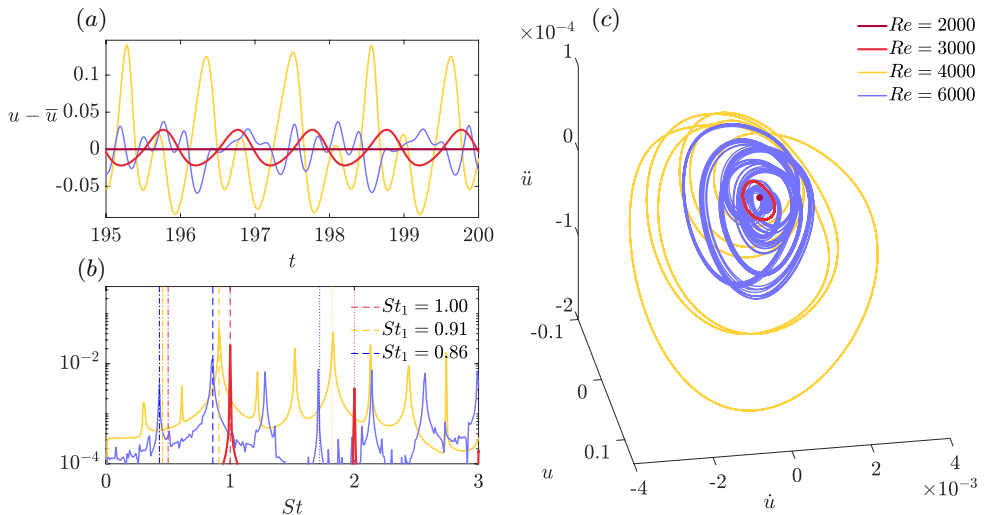 (a)
u − u̅
0.1
0.05
0
-0.05
195 196 197 198 199 200
t
(b)
St₁ = 1.00
St₁ = 0.91
St₁ = 0.86
10⁻²
10⁻⁴
0 1 2 3
St
(c)
×10⁻⁴
1
0
-1
-2
ü
-0.1
0
0.1
u
-4 -2 0 2 4
×10⁻³
u̇
Re = 2000
Re = 3000
Re = 4000
Re = 6000